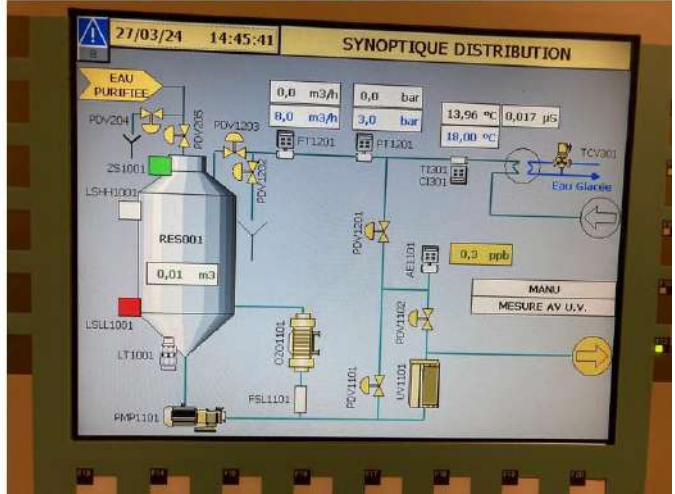 27/03/24 14:45:41
SYNOPTIQUE DISTRIBUTION
EAU
PURIFIEE
PDV204
PDV205
ZS1001
LSHH1001
RES001
0,01 m3
LSLL1001
LT1001
PMP1101
PDV1203
PDV1202
0,0 m3/h
8,0 m3/h
FT1201
0,0 bar
3,0 bar
PT1201
13,96 °C
0,017 µS
18,00 °C
TI301
CI301
TCV301
Eau Glacée
PDV1201
AE1101
0,3 ppb
MANU
MESURE AV U.V.
OZO1101
FSL1101
PDV1101
PDV1102
UV1101